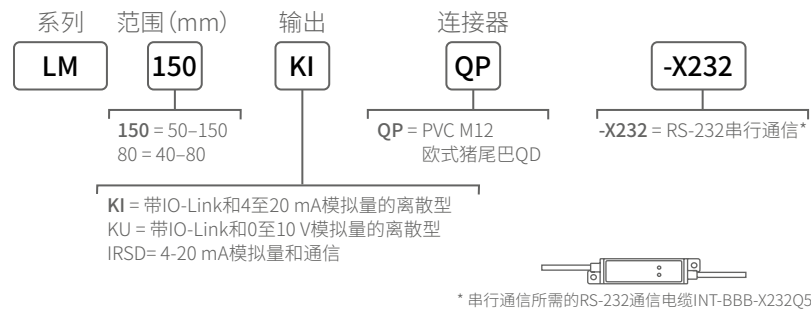 系列 范围(mm) 输出 连接器
LM 150 KI QP -X232
150 = 50–150
80 = 40–80
QP = PVC M12
欧式猪尾巴QD
-X232 = RS-232串行通信*
KI = 带IO-Link和4至20 mA模拟量的离散型
KU = 带IO-Link和0至10 V模拟量的离散型
IRSD= 4-20 mA模拟量和通信
* 串行通信所需的RS-232通信电缆INT-BBB-X232Q5